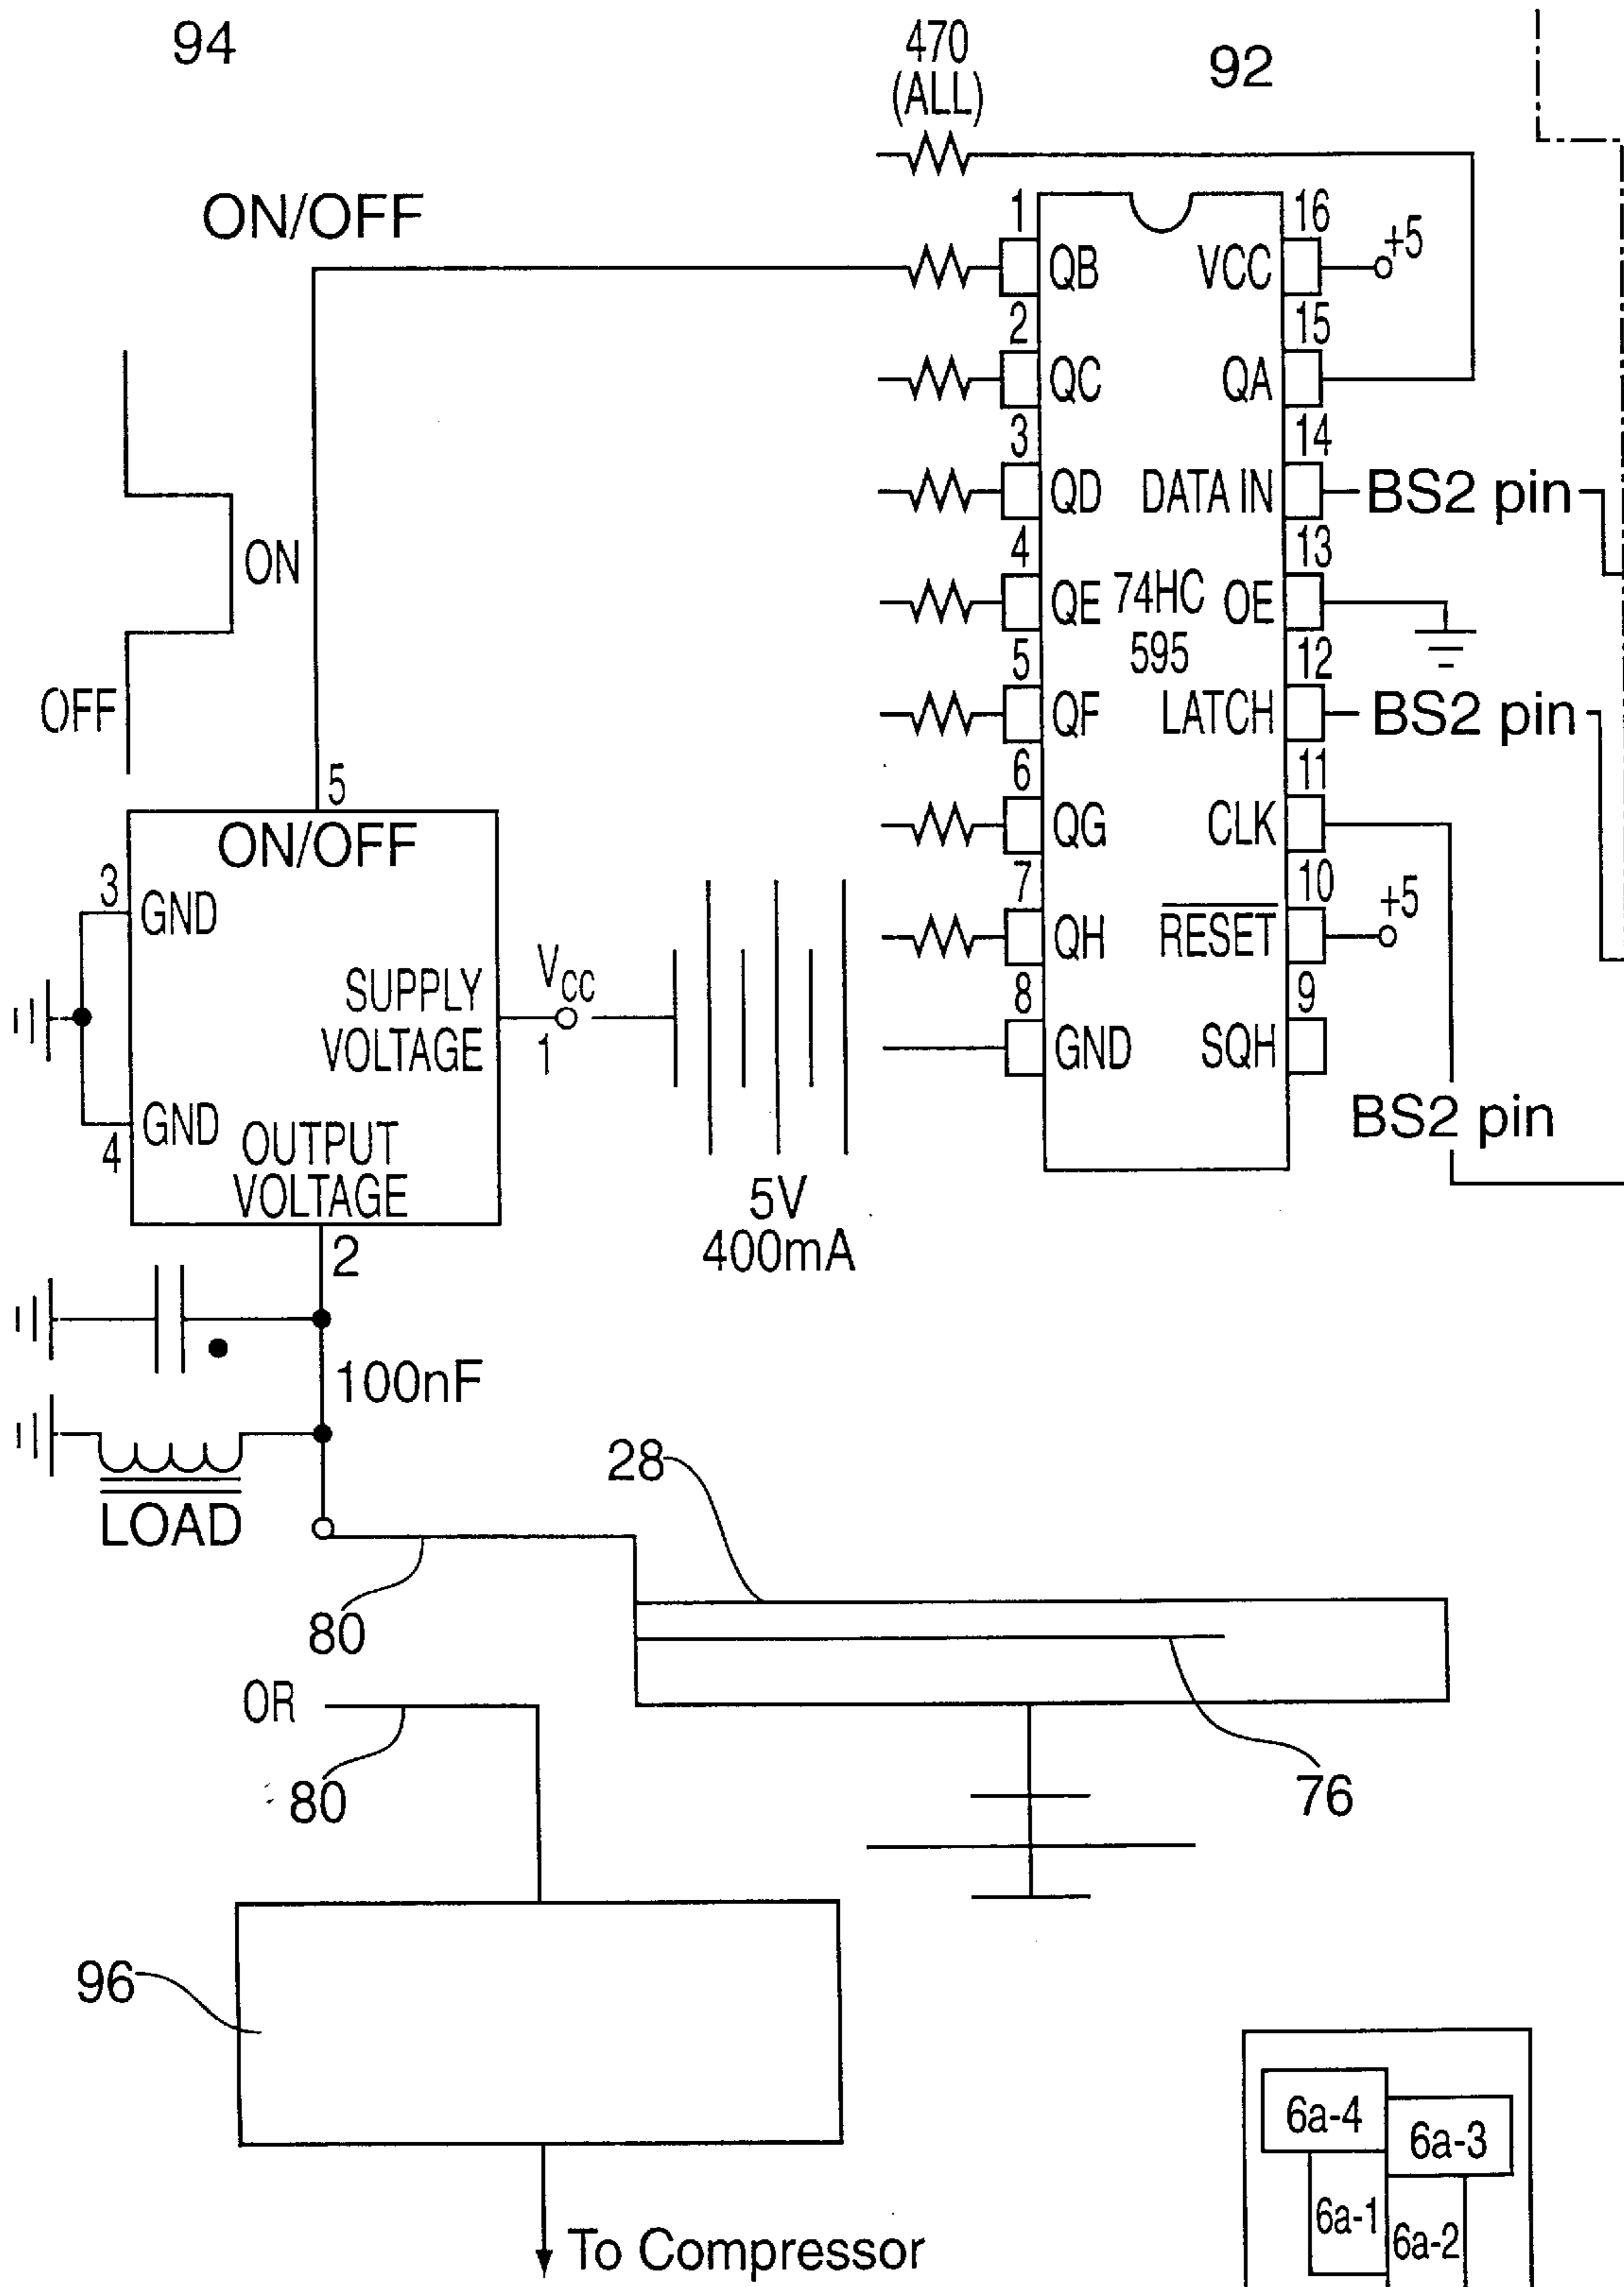 94
470
(ALL)
92
ON/OFF
1
QB
VCC
16
+5
2
QC
QA
15
3
QD
DATA IN
14
BS2 pin
4
QE
74HC
595
OE
13
5
QF
LATCH
12
BS2 pin
6
QG
CLK
11
7
QH
RESET
10
+5
8
GND
SQH
9
BS2 pin
ON
OFF
5
ON/OFF
3
GND
SUPPLY
VOLTAGE
VCC
1
4
GND
OUTPUT
VOLTAGE
2
5V
400mA
100nF
LOAD
28
80
OR
80
76
96
To Compressor
6a-4
6a-3
6a-1
6a-2